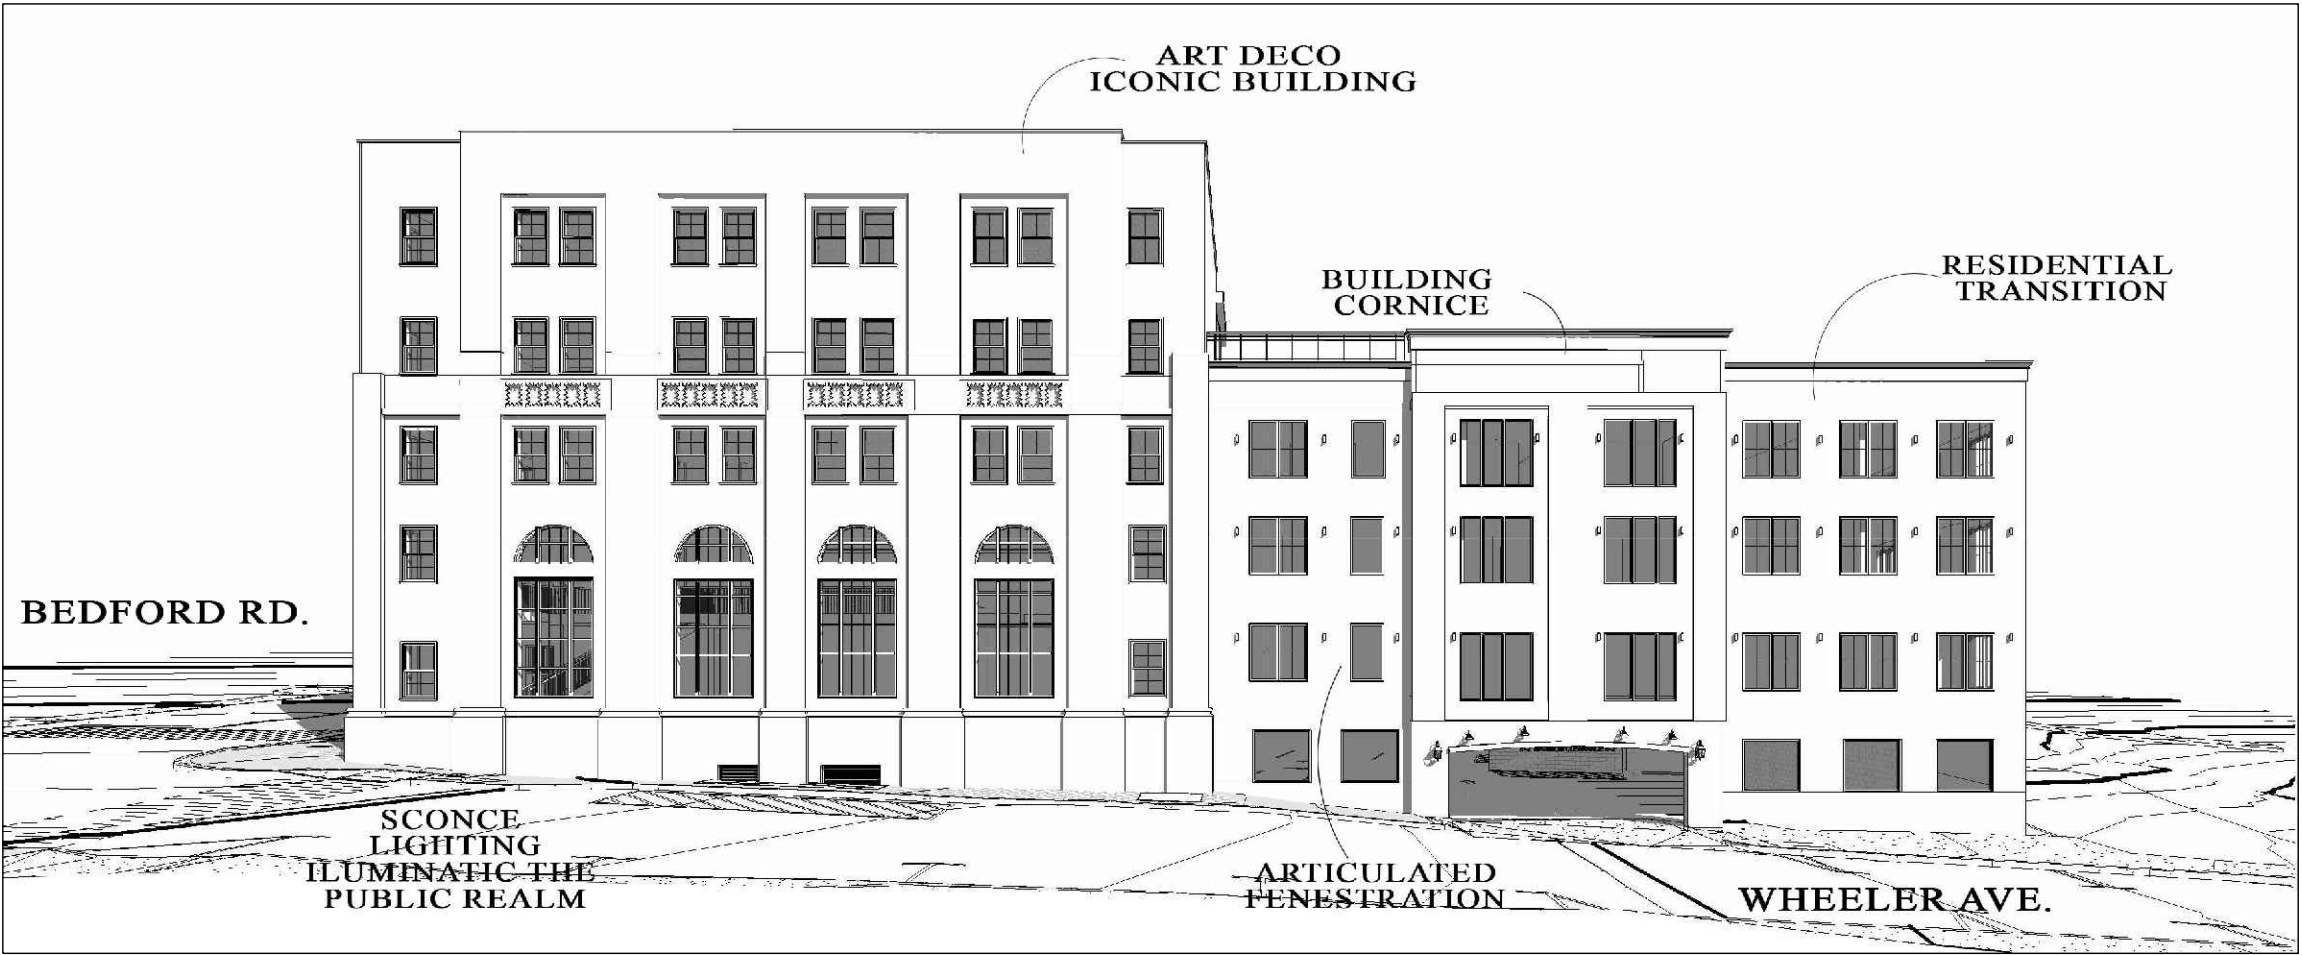 ART DECO
ICONIC BUILDING
RESIDENTIAL
TRANSITION
BUILDING
CORNICE
BEDFORD RD.
SCONCE
LIGHTING
ILUMINATIC THE
PUBLIC REALM
ARTICULATED
FENESTRATION
WHEELER AVE.